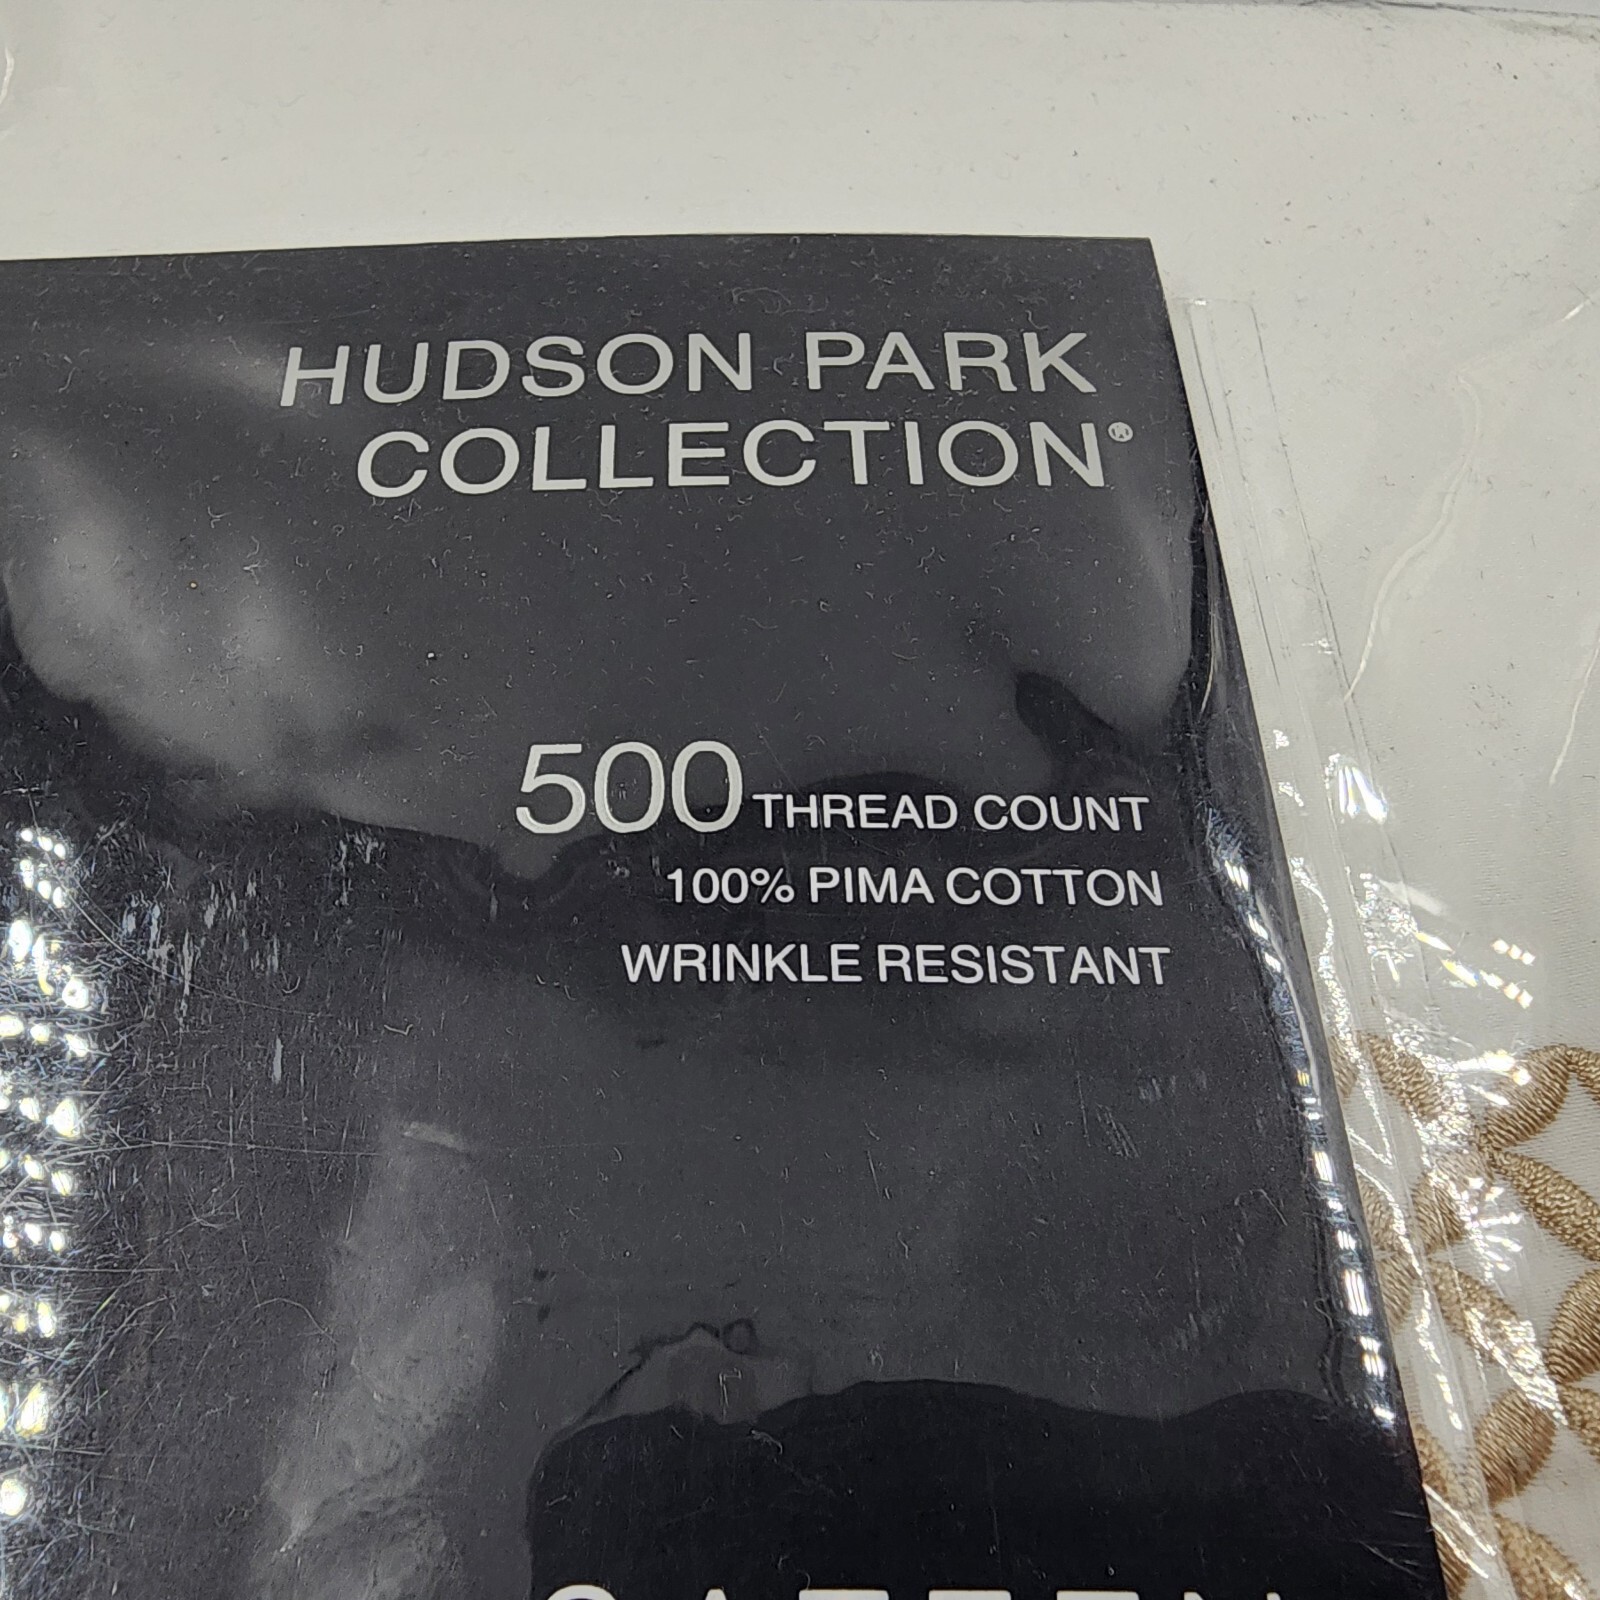 HUDSON PARK
COLLECTION®
500 THREAD COUNT
100% PIMA COTTON
WRINKLE RESISTANT